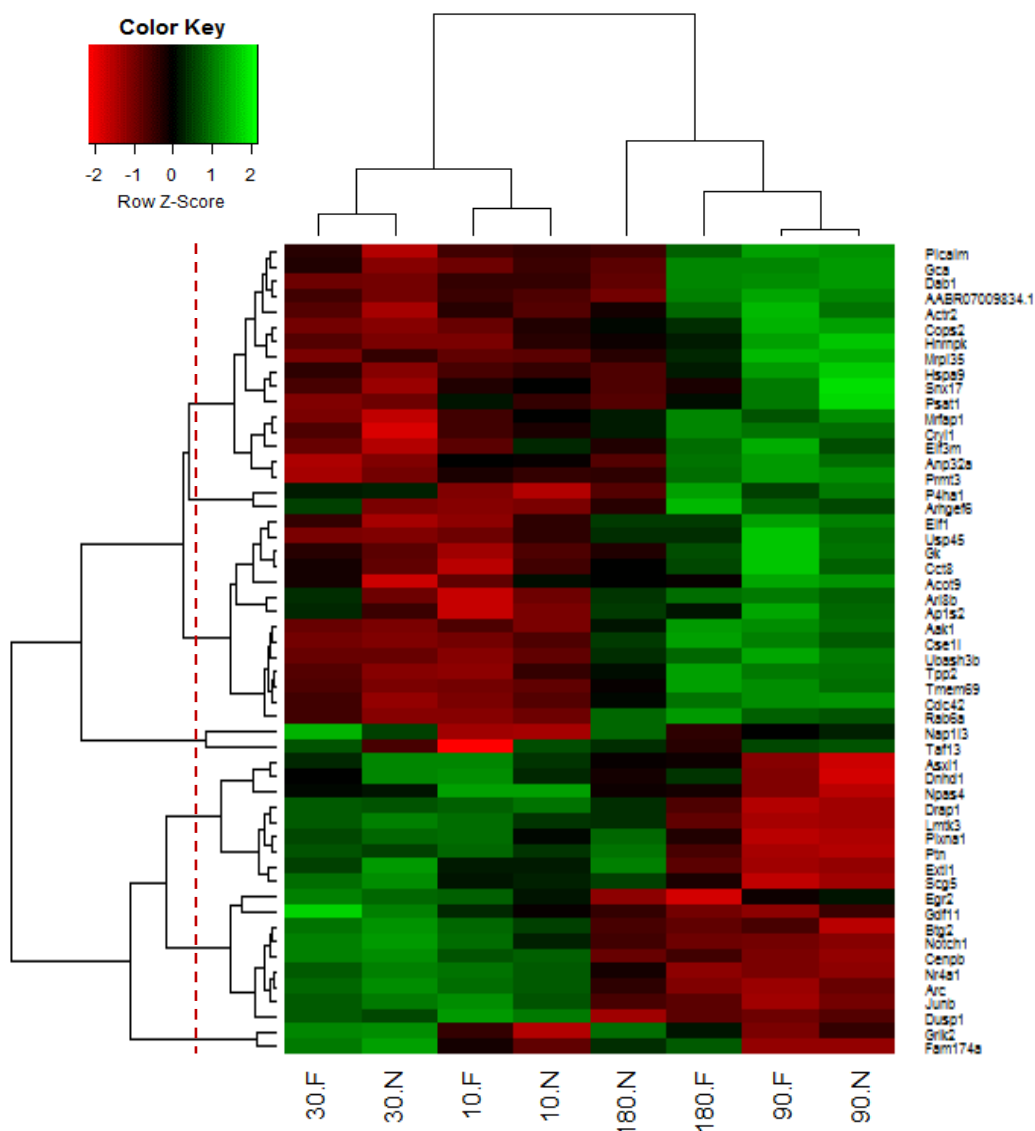 Color Key
-2 -1 0 1 2
Row Z-Score
Picalm
Gca
Dab1
AABR07009834.1
Actr2
Cops2
Hnrnpk
Mrpl35
Hspa9
Snx17
Psat1
Mrfap1
Cryl1
Eif3m
Anp32a
Prmt3
P4ha1
Arhgef6
Elf1
Usp45
Gk
Cct8
Acot9
Arl8b
Ap1s2
Aak1
Cse1l
Ubash3b
Tpp2
Tmem69
Cdc42
Rab6a
Nap1l3
Taf13
Asxl1
Dnhd1
Npas4
Drap1
Lmtk3
Plxna1
Ptn
Extl1
Scg5
Egr2
Gdf11
Btg2
Notch1
Cenpb
Nr4a1
Arc
Junb
Dusp1
Grik2
Fam174a
30.F
30.N
10.F
10.N
180.N
180.F
90.F
90.N